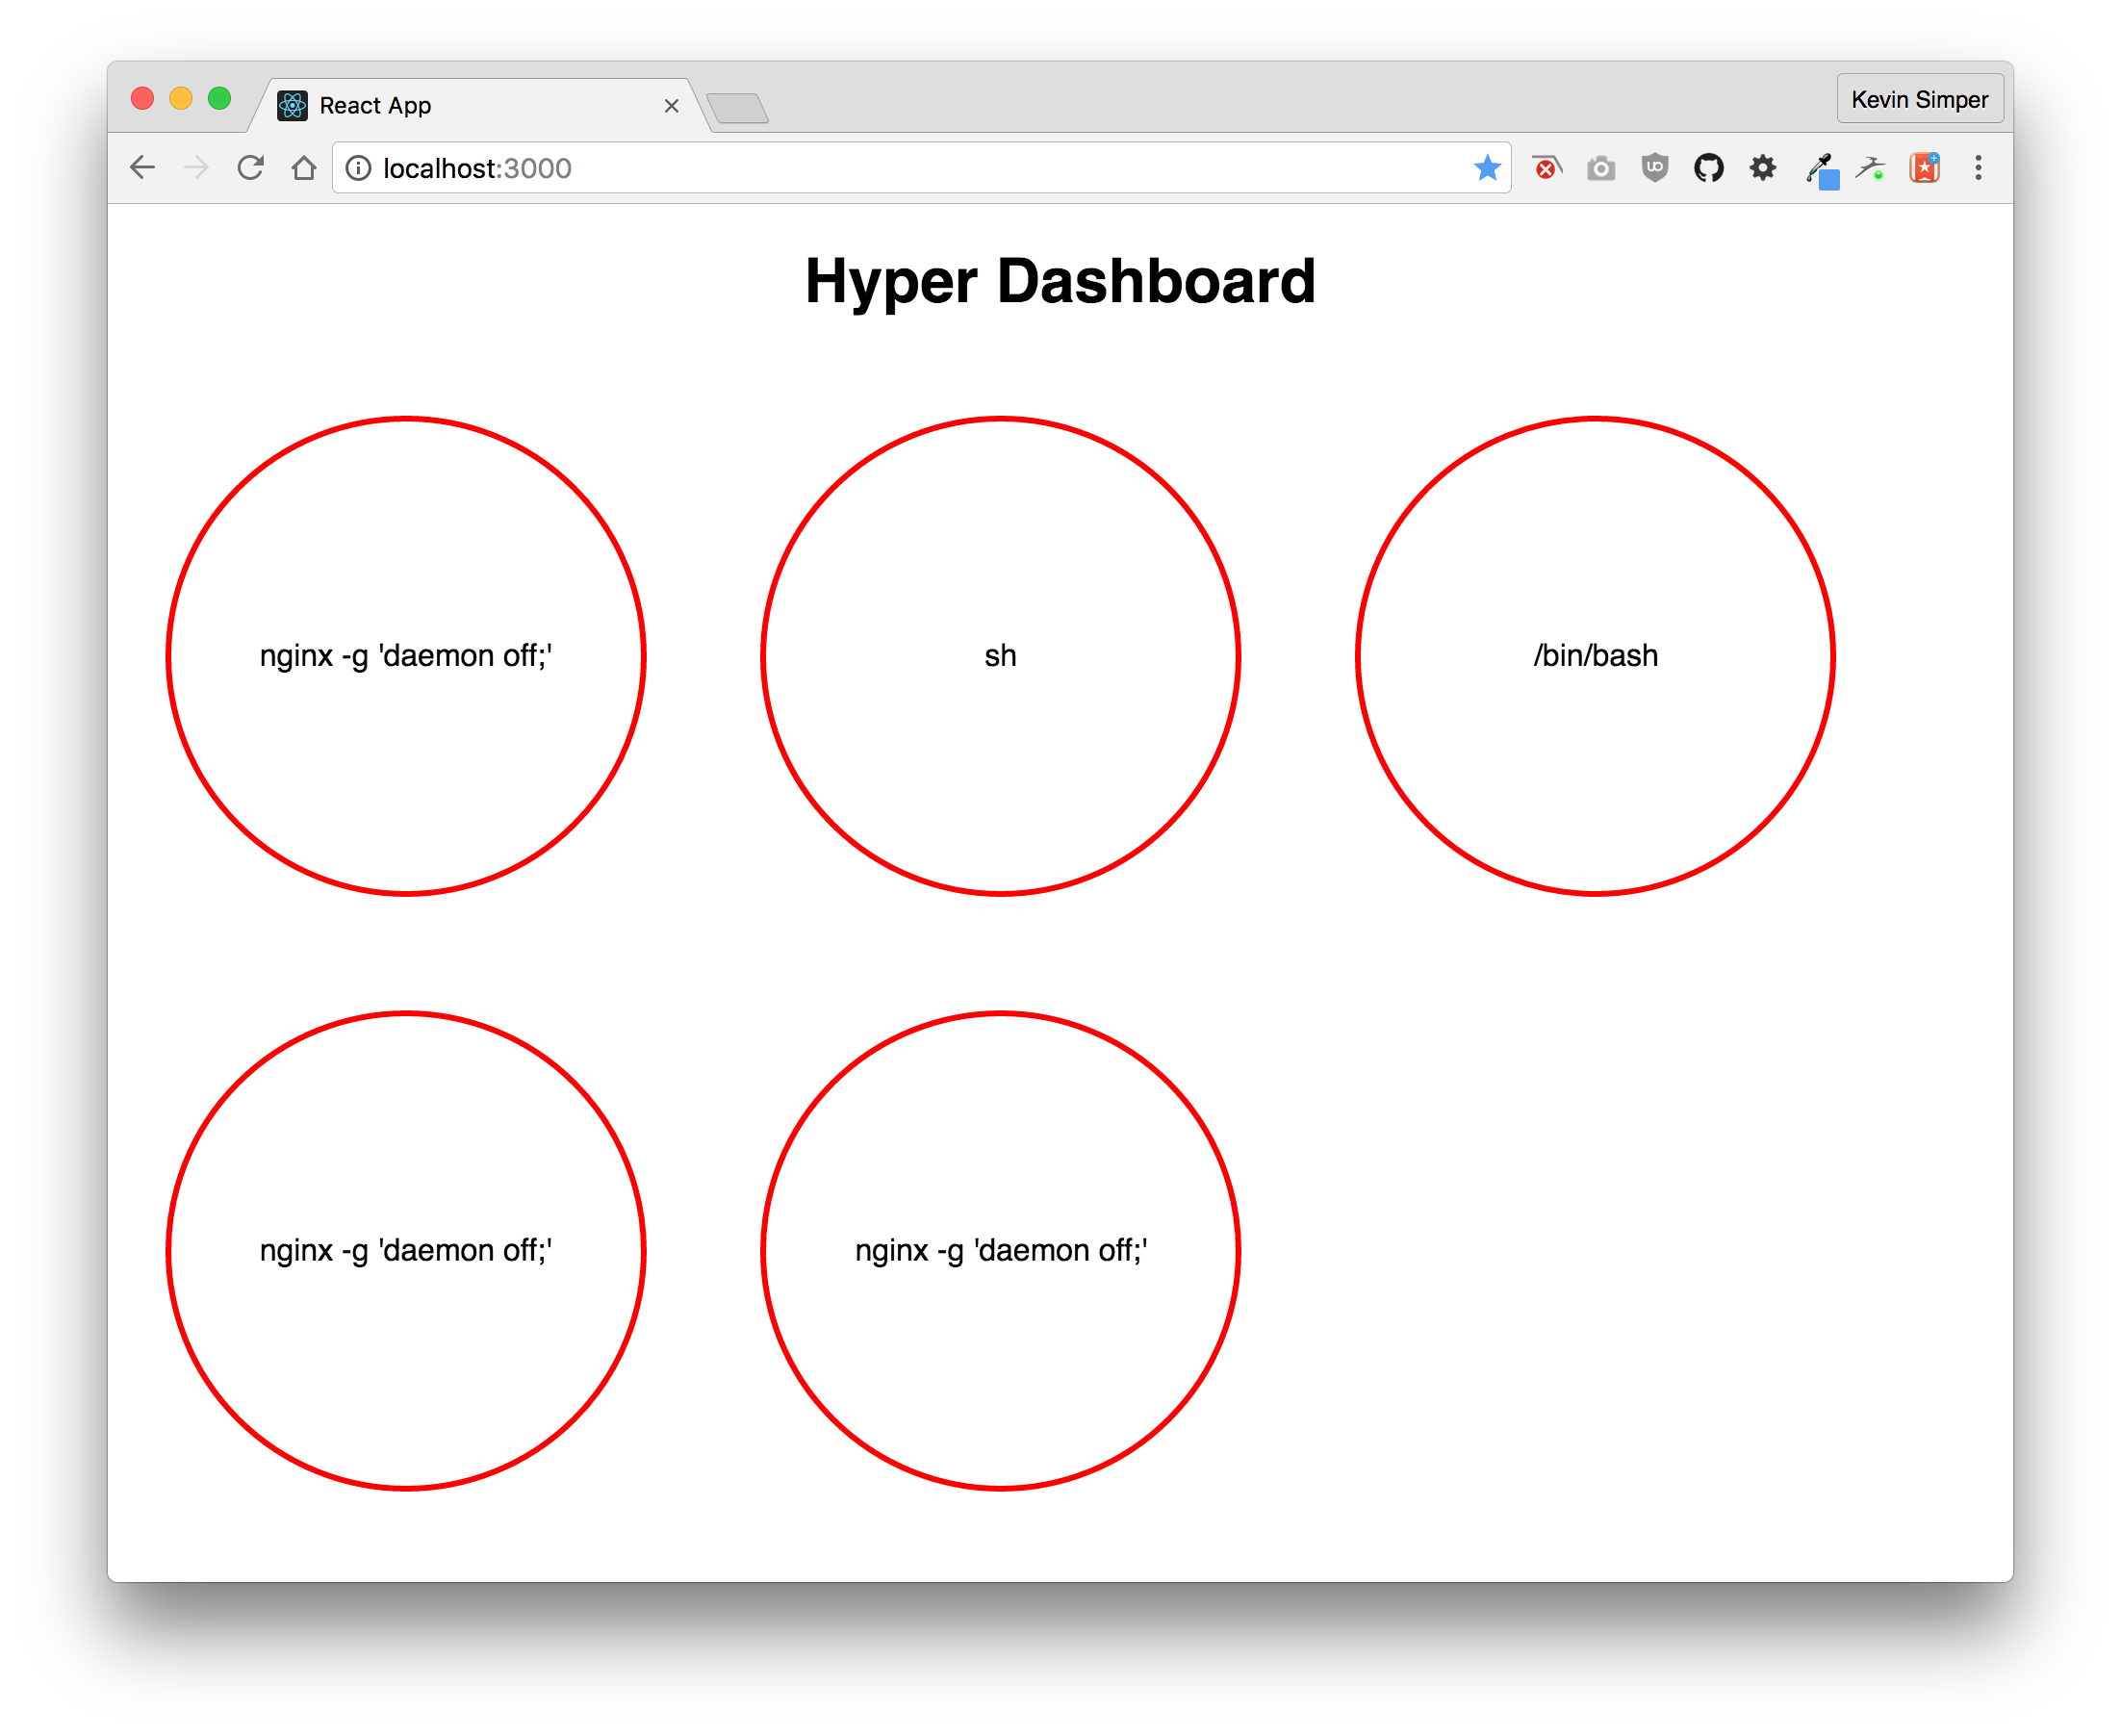 React App
Kevin Simper
localhost:3000
Hyper Dashboard
nginx -g 'daemon off;'
sh
/bin/bash
nginx -g 'daemon off;'
nginx -g 'daemon off;'